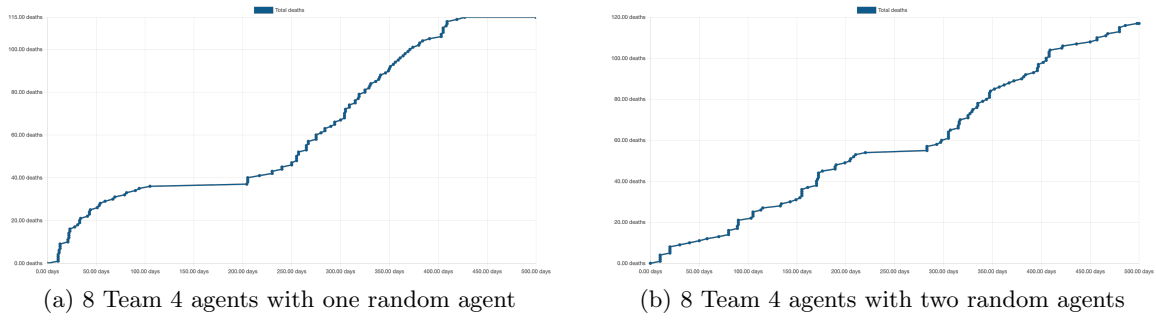 Total deaths
115.00 deaths
100.00 deaths
80.00 deaths
60.00 deaths
40.00 deaths
20.00 deaths
0.00 deaths
0.00 days 50.00 days 100.00 days 150.00 days 200.00 days 250.00 days 300.00 days 350.00 days 400.00 days 450.00 days 500.00 days
(a) 8 Team 4 agents with one random agent
Total deaths
120.00 deaths
100.00 deaths
80.00 deaths
60.00 deaths
40.00 deaths
20.00 deaths
0.00 deaths
0.00 days 50.00 days 100.00 days 150.00 days 200.00 days 250.00 days 300.00 days 350.00 days 400.00 days 450.00 days 500.00 days
(b) 8 Team 4 agents with two random agents